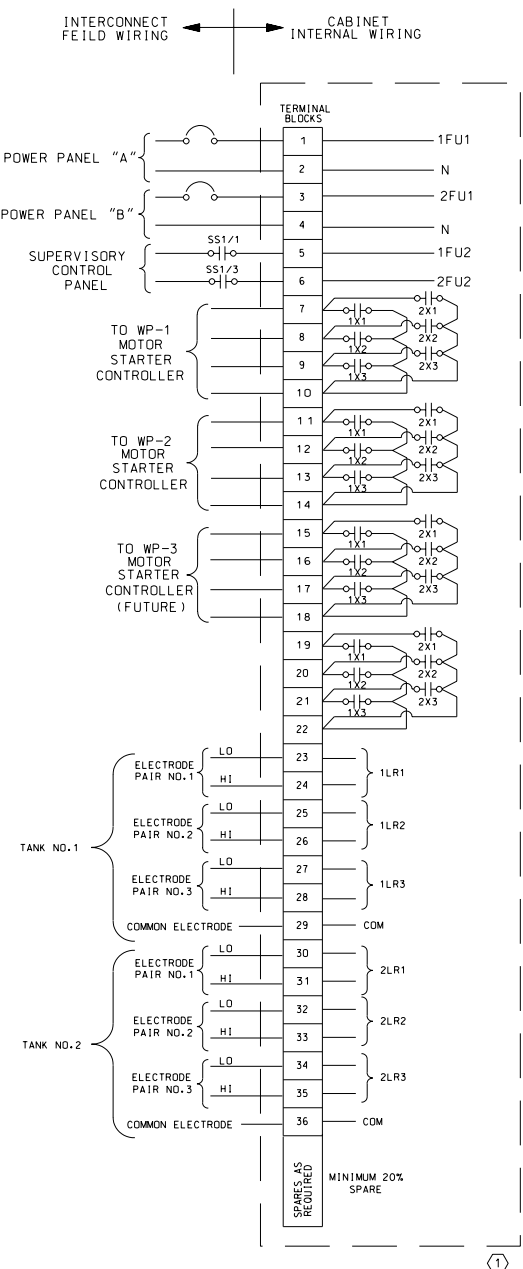 INTERCONNECT
FEILD WIRING
CABINET
INTERNAL WIRING
TERMINAL
BLOCKS
POWER PANEL "A"
1
1FU1
2
N
POWER PANEL "B"
3
2FU1
4
N
SUPERVISORY
CONTROL
PANEL
SS1/1
5
1FU2
SS1/3
6
2FU2
TO WP-1
MOTOR
STARTER
CONTROLLER
7
8
9
10
1X1
1X2
1X3
2X1
2X2
2X3
TO WP-2
MOTOR
STARTER
CONTROLLER
11
12
13
14
1X1
1X2
1X3
2X1
2X2
2X3
TO WP-3
MOTOR
STARTER
CONTROLLER
(FUTURE)
15
16
17
18
1X1
1X2
1X3
2X1
2X2
2X3
19
20
21
22
1X1
1X2
1X3
2X1
2X2
2X3
TANK NO.1
ELECTRODE
PAIR NO.1
LO
23
HI
24
1LR1
ELECTRODE
PAIR NO.2
LO
25
HI
26
1LR2
ELECTRODE
PAIR NO.3
LO
27
HI
28
1LR3
COMMON ELECTRODE
29
COM
TANK NO.2
ELECTRODE
PAIR NO.1
LO
30
HI
31
2LR1
ELECTRODE
PAIR NO.2
LO
32
HI
33
2LR2
ELECTRODE
PAIR NO.3
LO
34
HI
35
2LR3
COMMON ELECTRODE
36
COM
SPARES AS
REQUIRED
MINIMUM 20%
SPARE
1